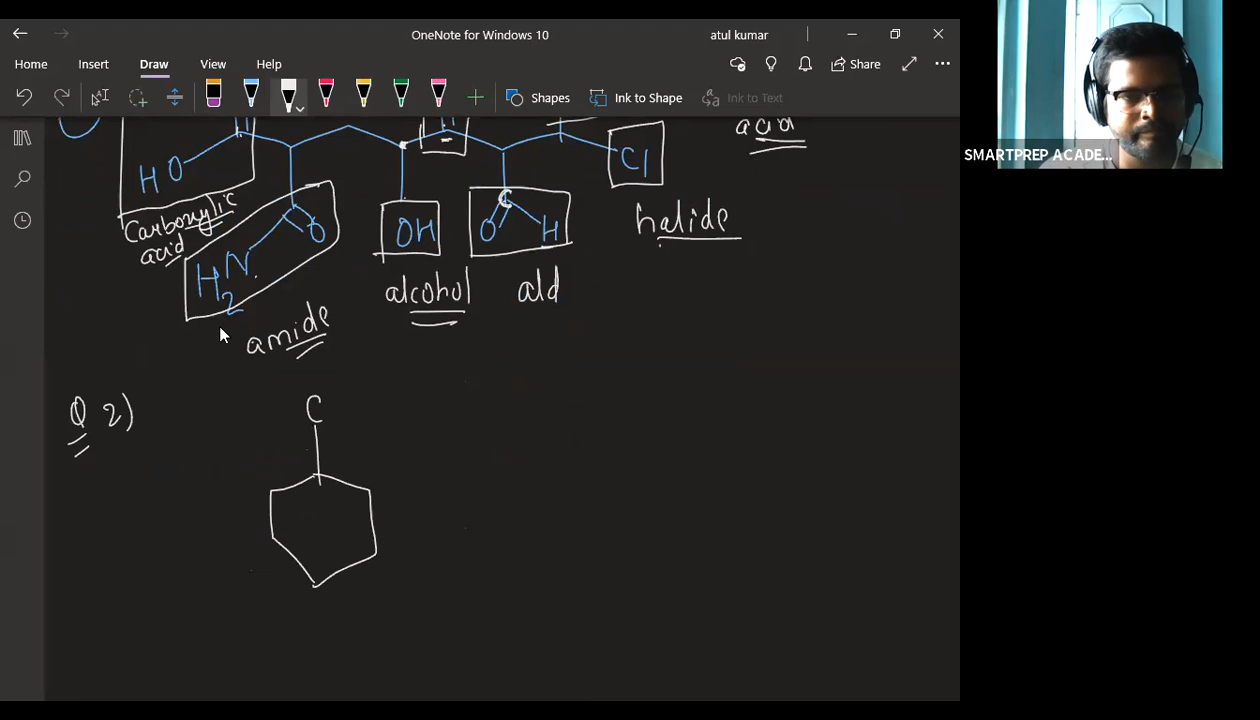 OneNote for Windows 10
atul kumar
Home Insert Draw View Help
Share
Shapes
Ink to Shape
Ink to Text
SMARTPREP ACADE...
acid
HO
Cl
Carboxylic
acid
O
H2N
OH
C
O H
halide
amide
alcohol
ald
Q 2)
C